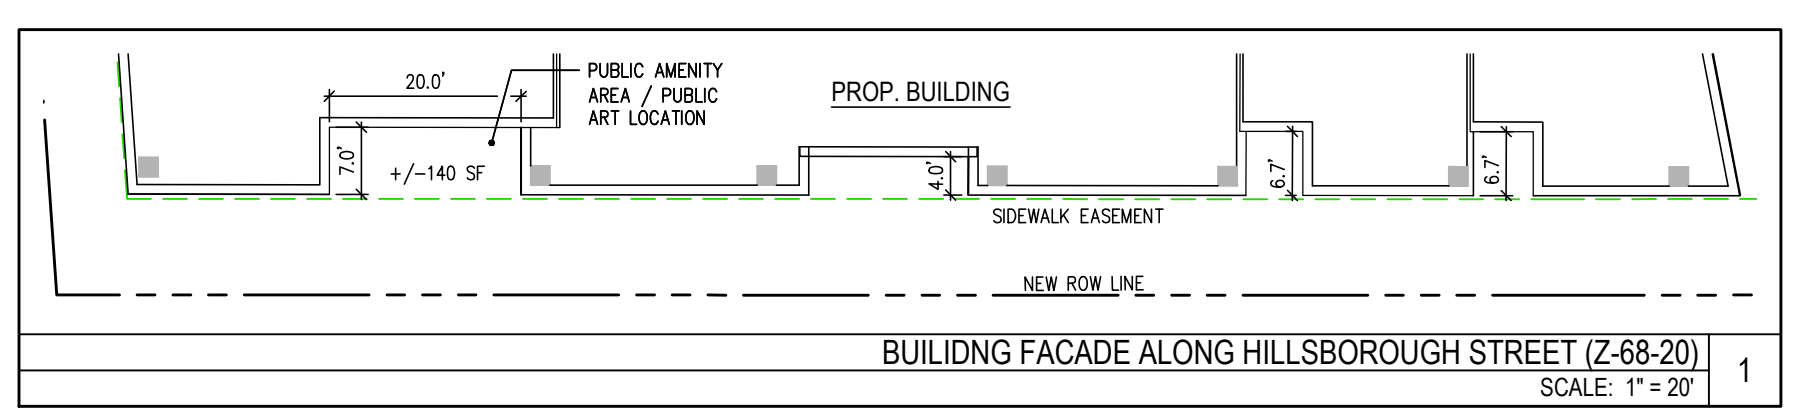 20.0'
PUBLIC AMENITY
AREA / PUBLIC
ART LOCATION
PROP. BUILDING
7.0'
+/-140 SF
4.0'
6.7'
6.7'
SIDEWALK EASEMENT
NEW ROW LINE
BUILIDNG FACADE ALONG HILLSBOROUGH STREET (Z-68-20)
SCALE: 1" = 20'
1